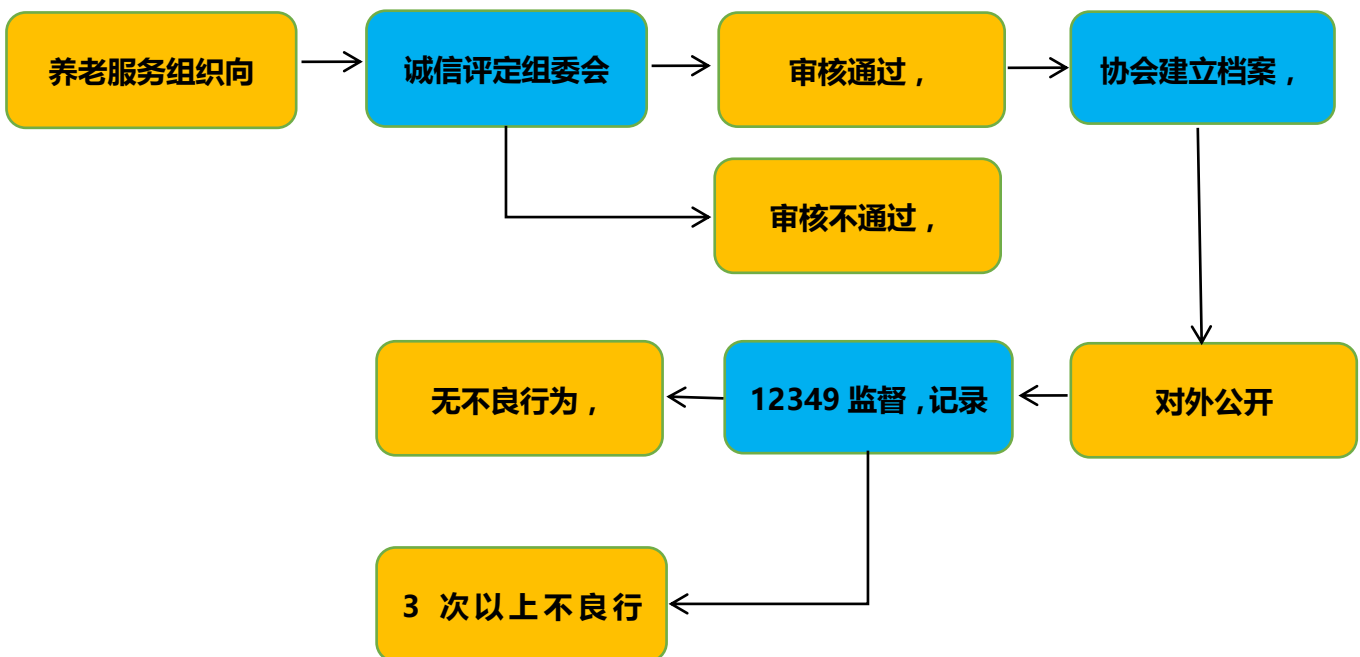 养老服务组织向
诚信评定组委会
审核通过，
协会建立档案，
审核不通过，
无不良行为，
12349 监督，记录
对外公开
3 次以上不良行